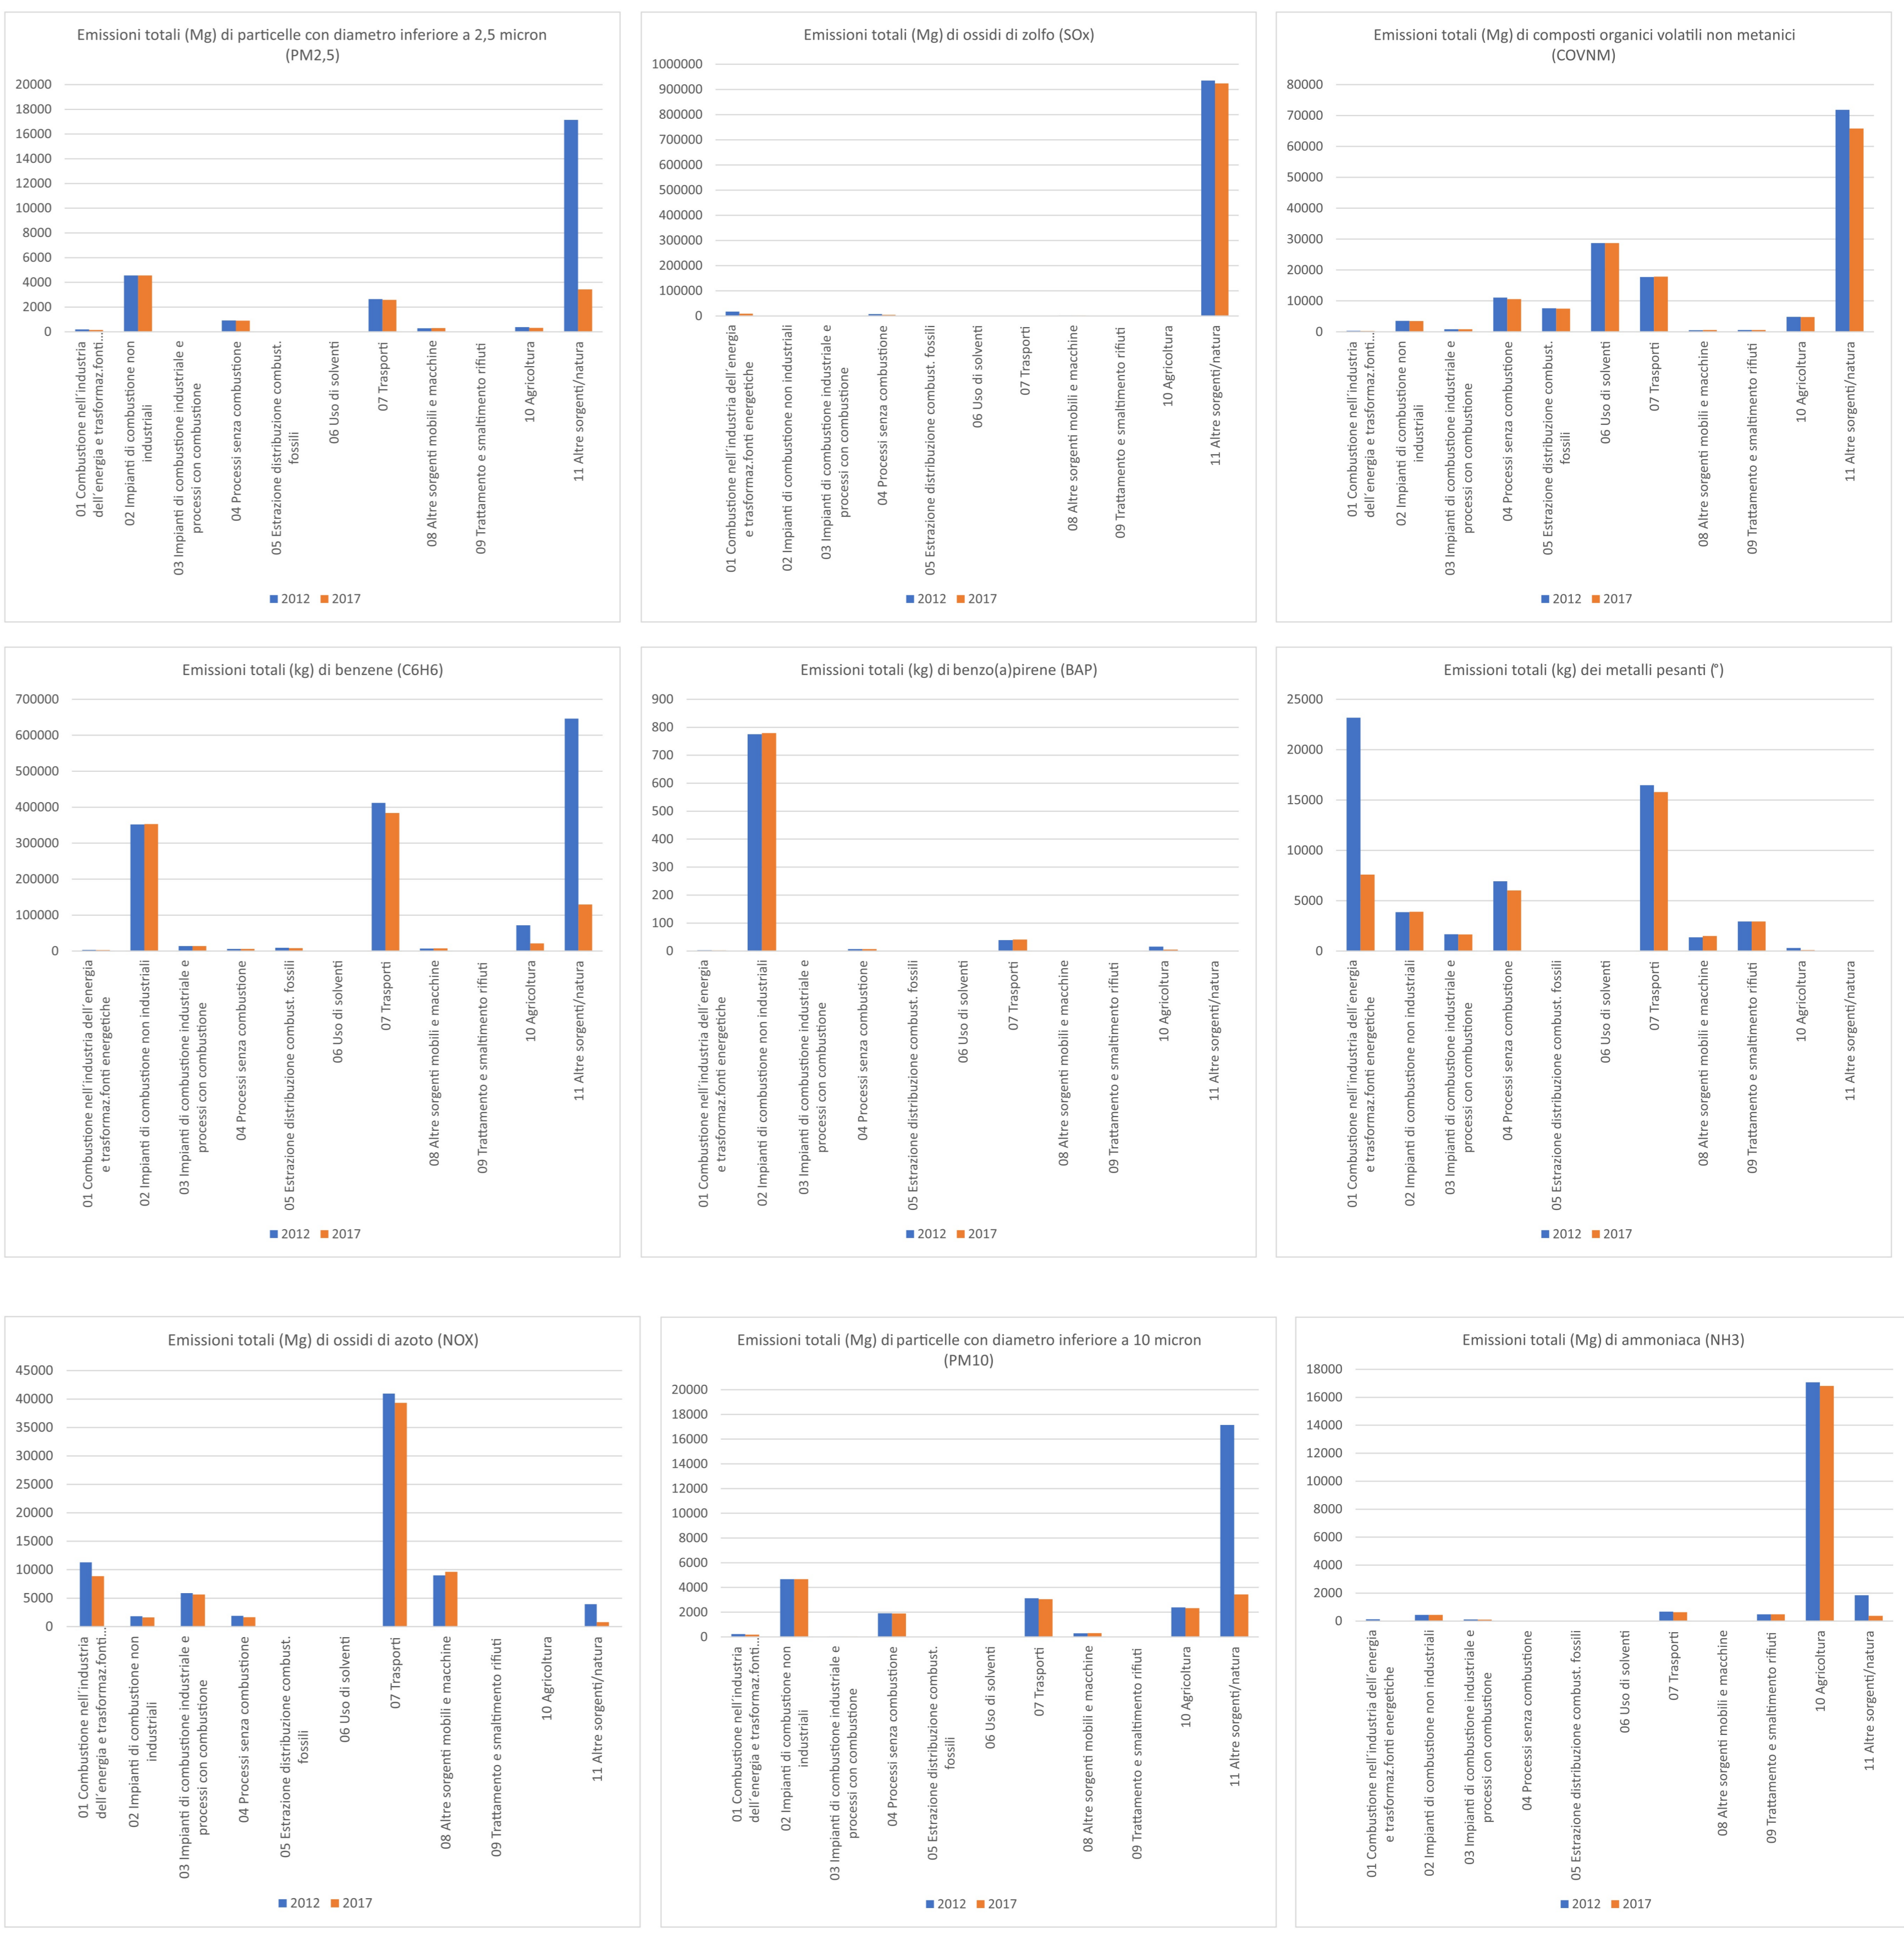 Emissioni totali (Mg) di particelle con diametro inferiore a 2,5 micron
(PM2,5)
20000
18000
16000
14000
12000
10000
8000
6000
4000
2000
0
01 Combustione nell´industria
dell´energia e trasformaz.fonti…
02 Impianti di combustione non
industriali
03 Impianti di combustione industriale e
processi con combustione
04 Processi senza combustione
05 Estrazione distribuzione combust.
fossili
06 Uso di solventi
07 Trasporti
08 Altre sorgenti mobili e macchine
09 Trattamento e smaltimento rifiuti
10 Agricoltura
11 Altre sorgenti/natura
2012 2017
Emissioni totali (Mg) di ossidi di zolfo (SOx)
1000000
900000
800000
700000
600000
500000
400000
300000
200000
100000
0
01 Combustione nell´industria dell´energia
e trasformaz.fonti energetiche
02 Impianti di combustione non industriali
03 Impianti di combustione industriale e
processi con combustione
04 Processi senza combustione
05 Estrazione distribuzione combust. fossili
06 Uso di solventi
07 Trasporti
08 Altre sorgenti mobili e macchine
09 Trattamento e smaltimento rifiuti
10 Agricoltura
11 Altre sorgenti/natura
2012 2017
Emissioni totali (Mg) di composti organici volatili non metanici
(COVNM)
80000
70000
60000
50000
40000
30000
20000
10000
0
01 Combustione nell´industria
dell´energia e trasformaz.fonti…
02 Impianti di combustione non
industriali
03 Impianti di combustione industriale e
processi con combustione
04 Processi senza combustione
05 Estrazione distribuzione combust.
fossili
06 Uso di solventi
07 Trasporti
08 Altre sorgenti mobili e macchine
09 Trattamento e smaltimento rifiuti
10 Agricoltura
11 Altre sorgenti/natura
2012 2017
Emissioni totali (kg) di benzene (C6H6)
700000
600000
500000
400000
300000
200000
100000
0
01 Combustione nell´industria dell´energia
e trasformaz.fonti energetiche
02 Impianti di combustione non industriali
03 Impianti di combustione industriale e
processi con combustione
04 Processi senza combustione
05 Estrazione distribuzione combust. fossili
06 Uso di solventi
07 Trasporti
08 Altre sorgenti mobili e macchine
09 Trattamento e smaltimento rifiuti
10 Agricoltura
11 Altre sorgenti/natura
2012 2017
Emissioni totali (kg) di benzo(a)pirene (BAP)
900
800
700
600
500
400
300
200
100
0
01 Combustione nell´industria dell´energia
e trasformaz.fonti energetiche
02 Impianti di combustione non industriali
03 Impianti di combustione industriale e
processi con combustione
04 Processi senza combustione
05 Estrazione distribuzione combust. fossili
06 Uso di solventi
07 Trasporti
08 Altre sorgenti mobili e macchine
09 Trattamento e smaltimento rifiuti
10 Agricoltura
11 Altre sorgenti/natura
2012 2017
Emissioni totali (kg) dei metalli pesanti (°)
25000
20000
15000
10000
5000
0
01 Combustione nell´industria dell´energia
e trasformaz.fonti energetiche
02 Impianti di combustione non industriali
03 Impianti di combustione industriale e
processi con combustione
04 Processi senza combustione
05 Estrazione distribuzione combust. fossili
06 Uso di solventi
07 Trasporti
08 Altre sorgenti mobili e macchine
09 Trattamento e smaltimento rifiuti
10 Agricoltura
11 Altre sorgenti/natura
2012 2017
Emissioni totali (Mg) di ossidi di azoto (NOX)
45000
40000
35000
30000
25000
20000
15000
10000
5000
0
01 Combustione nell´industria
dell´energia e trasformaz.fonti…
02 Impianti di combustione non
industriali
03 Impianti di combustione industriale e
processi con combustione
04 Processi senza combustione
05 Estrazione distribuzione combust.
fossili
06 Uso di solventi
07 Trasporti
08 Altre sorgenti mobili e macchine
09 Trattamento e smaltimento rifiuti
10 Agricoltura
11 Altre sorgenti/natura
2012 2017
Emissioni totali (Mg) di particelle con diametro inferiore a 10 micron
(PM10)
20000
18000
16000
14000
12000
10000
8000
6000
4000
2000
0
01 Combustione nell´industria
dell´energia e trasformaz.fonti…
02 Impianti di combustione non
industriali
03 Impianti di combustione industriale e
processi con combustione
04 Processi senza combustione
05 Estrazione distribuzione combust.
fossili
06 Uso di solventi
07 Trasporti
08 Altre sorgenti mobili e macchine
09 Trattamento e smaltimento rifiuti
10 Agricoltura
11 Altre sorgenti/natura
2012 2017
Emissioni totali (Mg) di ammoniaca (NH3)
18000
16000
14000
12000
10000
8000
6000
4000
2000
0
01 Combustione nell´industria dell´energia
e trasformaz.fonti energetiche
02 Impianti di combustione non industriali
03 Impianti di combustione industriale e
processi con combustione
04 Processi senza combustione
05 Estrazione distribuzione combust. fossili
06 Uso di solventi
07 Trasporti
08 Altre sorgenti mobili e macchine
09 Trattamento e smaltimento rifiuti
10 Agricoltura
11 Altre sorgenti/natura
2012 2017